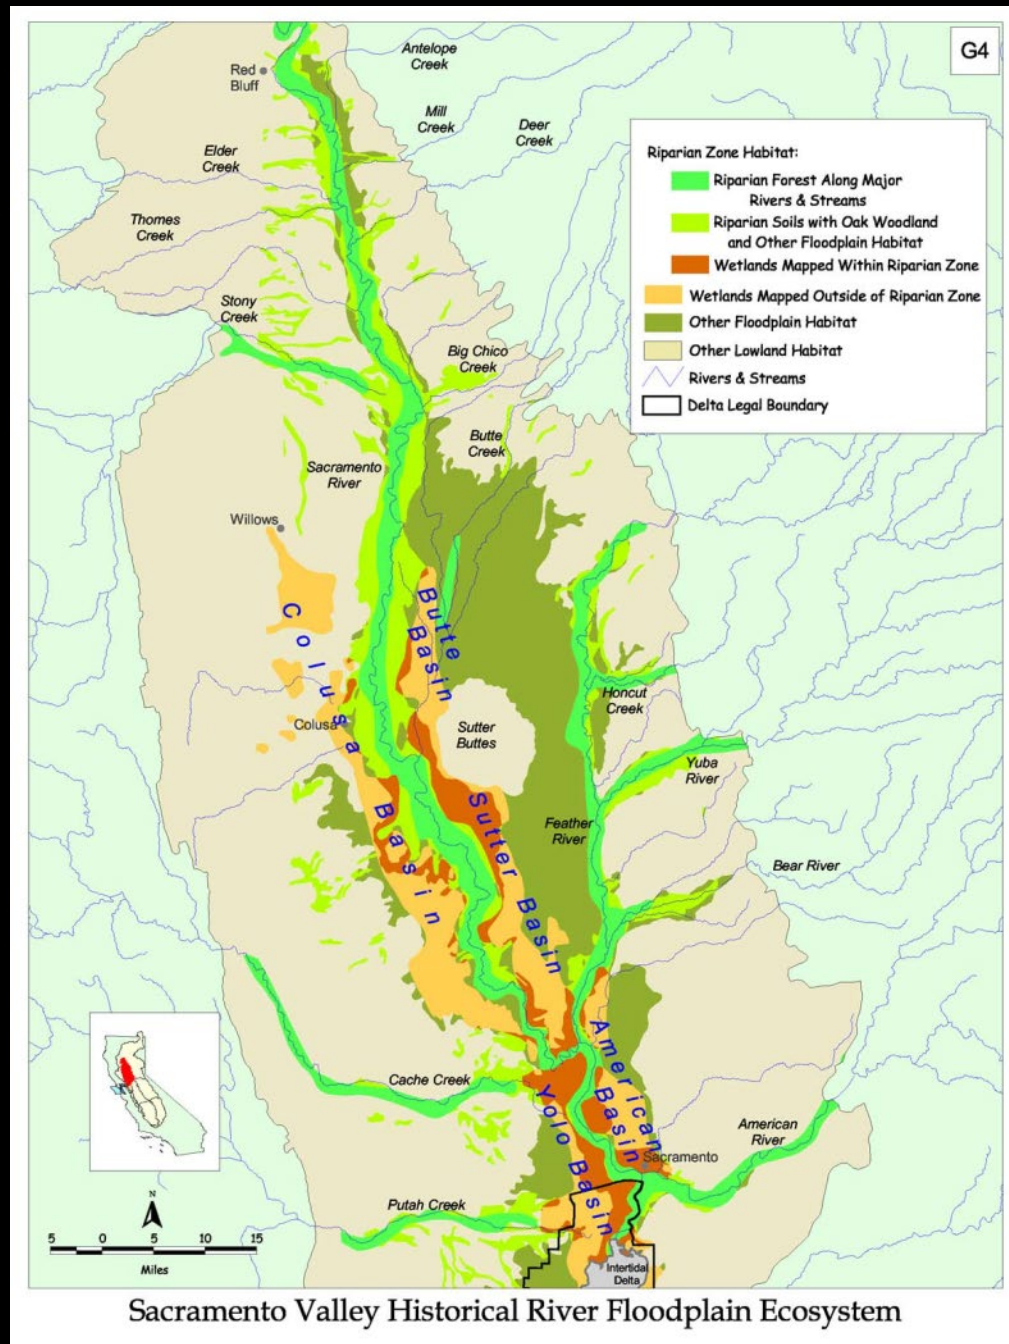 G4
Antelope
Creek
Red
Bluff
Mill
Creek
Deer
Creek
Elder
Creek
Thomes
Creek
Stony
Creek
Big Chico
Creek
Butte
Creek
Sacramento
River
Willows
Riparian Zone Habitat:
Riparian Forest Along Major
Rivers & Streams
Riparian Soils with Oak Woodland
and Other Floodplain Habitat
Wetlands Mapped Within Riparian Zone
Wetlands Mapped Outside of Riparian Zone
Other Floodplain Habitat
Other Lowland Habitat
Rivers & Streams
Delta Legal Boundary
Butte
Basin
Colusa Basin
Colusa
Sutter
Buttes
Honcut
Creek
Yuba
River
Sutter Basin
Feather
River
Bear River
American
Basin
Yolo Basin
Cache Creek
American
River
Sacramento
Putah Creek
Intertidal
Delta
N
5 0 5 10 15
Miles
Sacramento Valley Historical River Floodplain Ecosystem